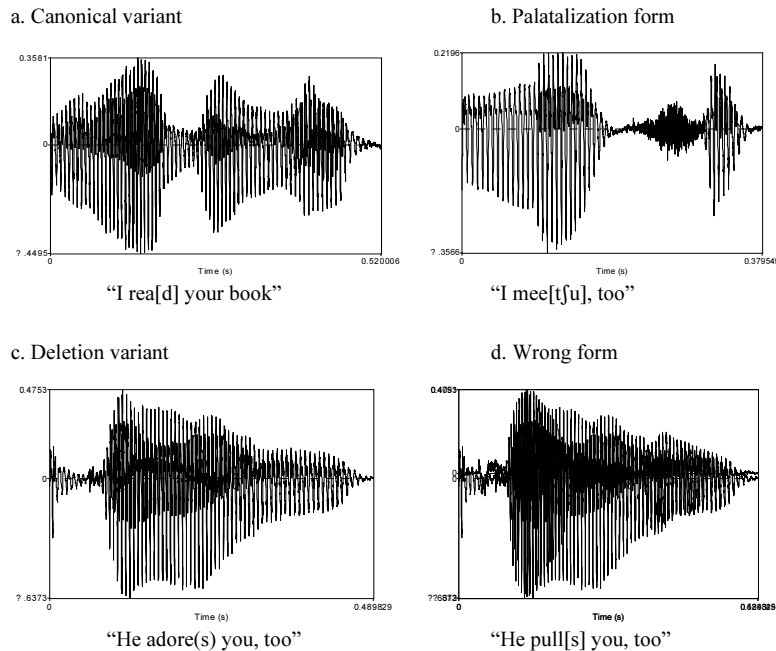 a. Canonical variant
b. Palatalization form
0.3581
0
? .4495
0
0.520006
Time (s)
0.2196
0
? .3566
0
0.379549
Time (s)
“I rea[d] your book”
“I mee[tʃu], too”
c. Deletion variant
d. Wrong form
0.4753
0
? .6373
0
0.489829
Time (s)
0
0
Time (s)
“He adore(s) you, too”
“He pull[s] you, too”